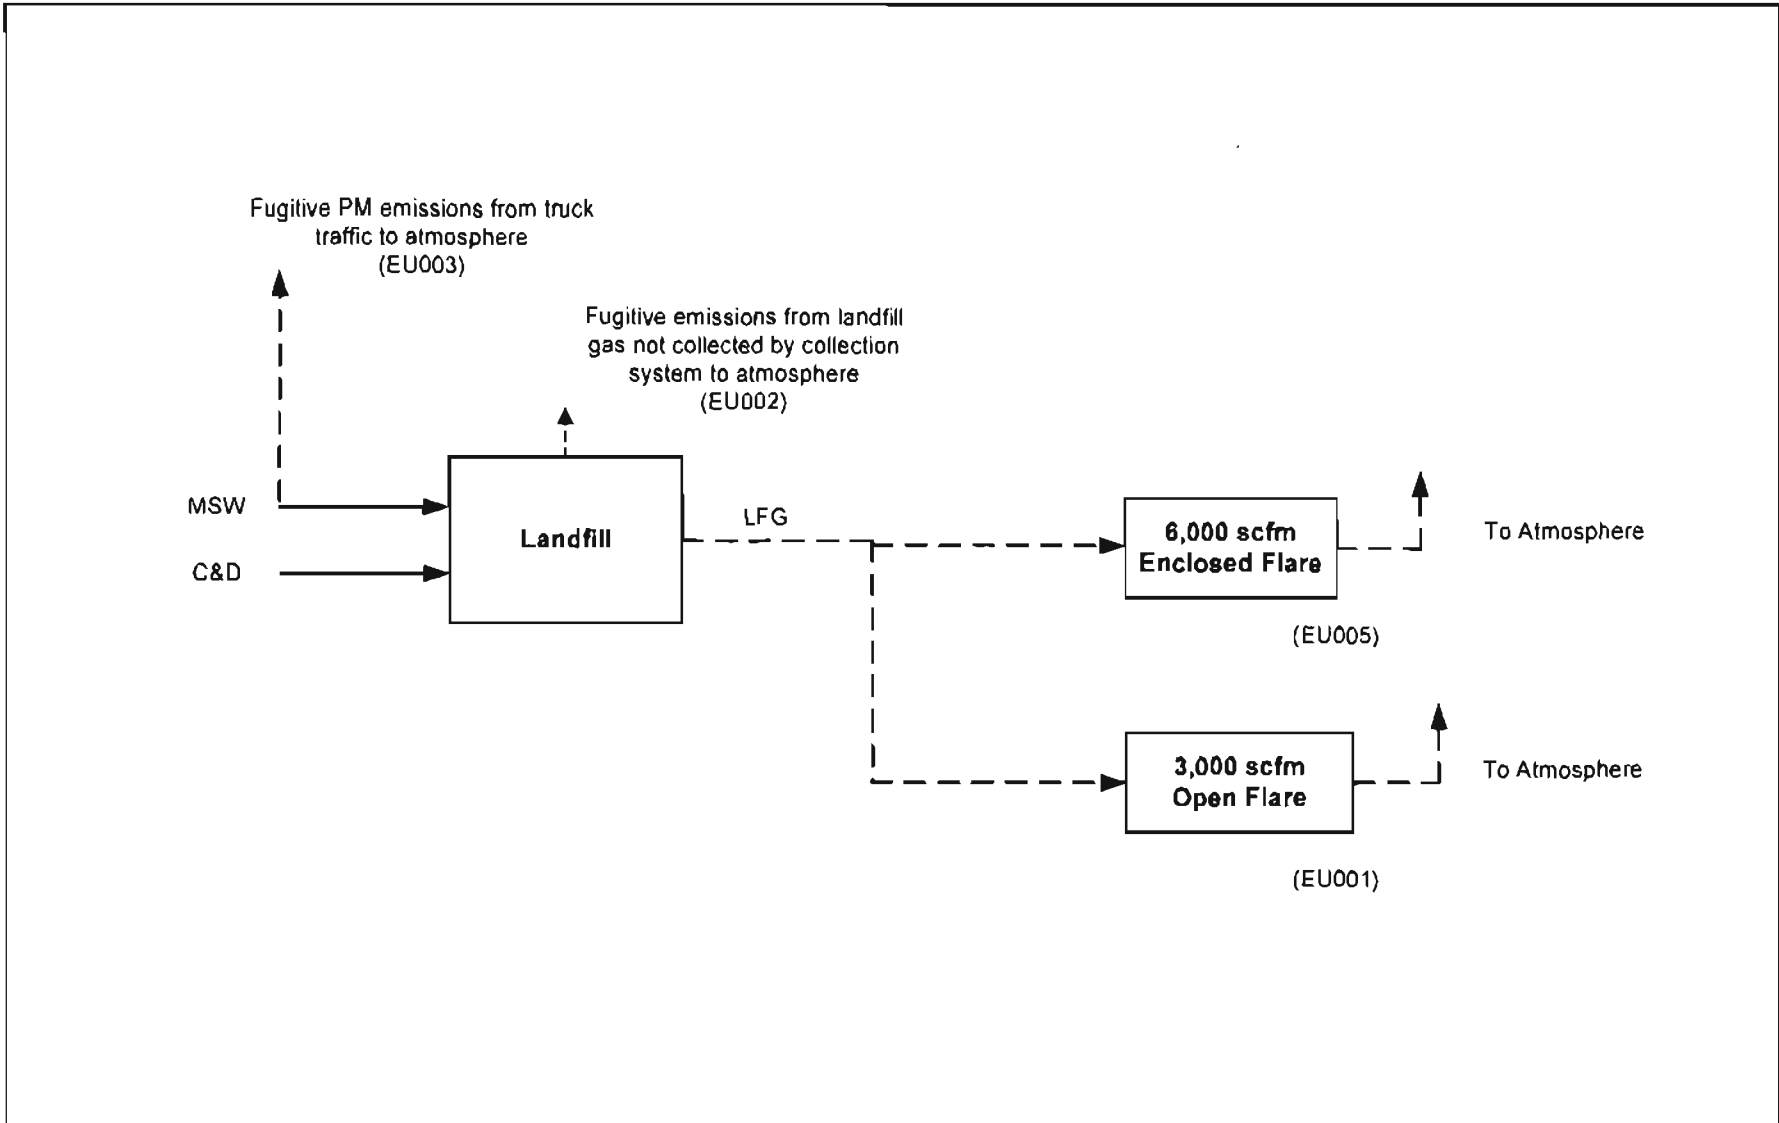 Fugitive PM emissions from truck
traffic to atmosphere
(EU003)
Fugitive emissions from landfill
gas not collected by collection
system to atmosphere
(EU002)
MSW
C&D
Landfill
LFG
6,000 scfm
Enclosed Flare
To Atmosphere
(EU005)
3,000 scfm
Open Flare
To Atmosphere
(EU001)